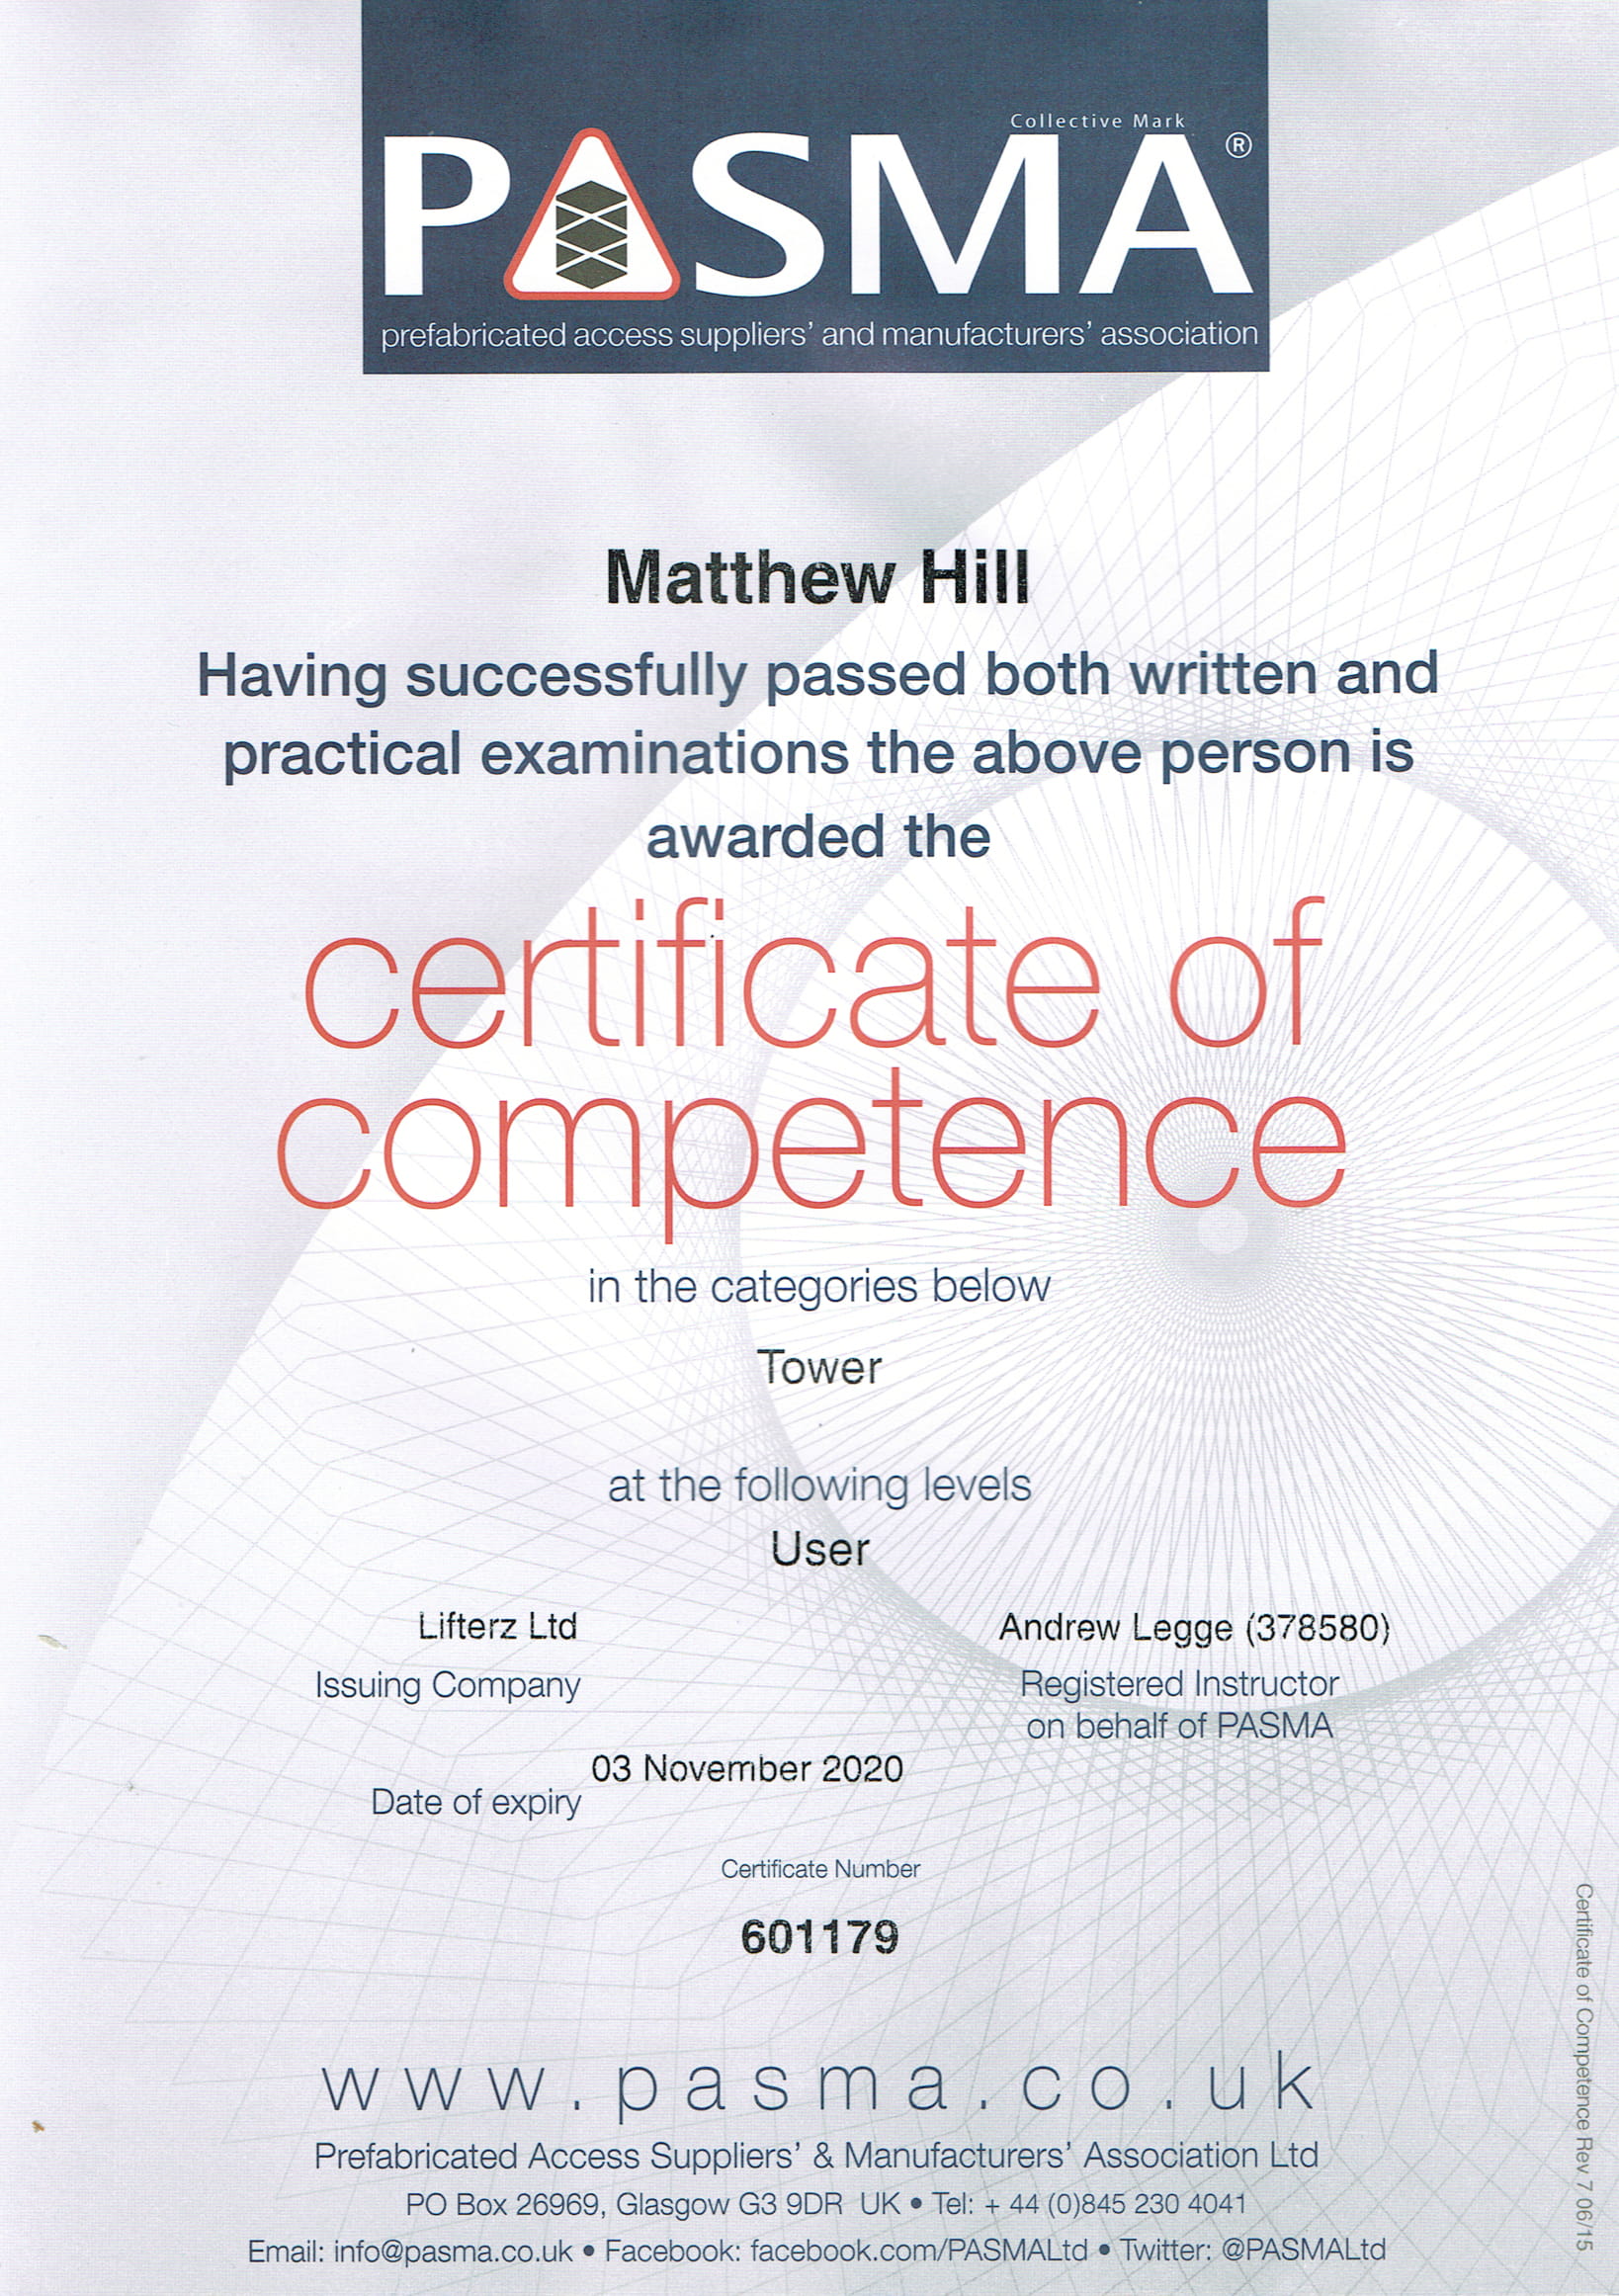 Collective Mark
PASMA®
prefabricated access suppliers' and manufacturers' association
Matthew Hill
Having successfully passed both written and
practical examinations the above person is
awarded the
certificate of
competence
in the categories below
Tower
at the following levels
User
Lifterz Ltd
Issuing Company
Andrew Legge (378580)
Registered Instructor
on behalf of PASMA
03 November 2020
Date of expiry
Certificate Number
601179
www.pasma.co.uk
Prefabricated Access Suppliers' & Manufacturers' Association Ltd
PO Box 26969, Glasgow G3 9DR UK • Tel: + 44 (0)845 230 4041
Email: info@pasma.co.uk • Facebook: facebook.com/PASMALtd • Twitter: @PASMALtd
Certificate of Competence Rev 7 06/15